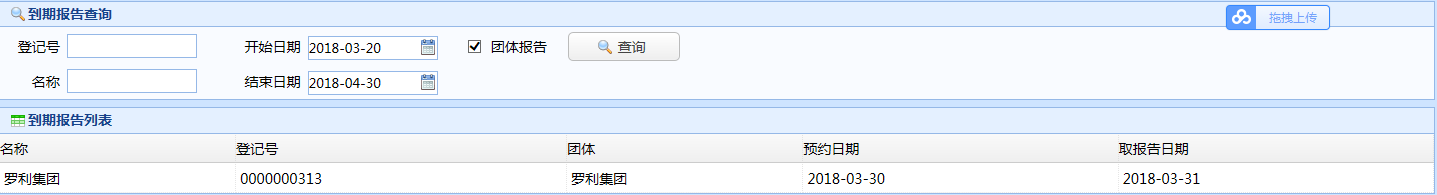 到期报告查询
拖拽上传
登记号 开始日期 2018-03-20 团体报告 查询
名称 结束日期 2018-04-30
到期报告列表
名称 登记号 团体 预约日期 取报告日期
罗利集团 0000000313 罗利集团 2018-03-30 2018-03-31